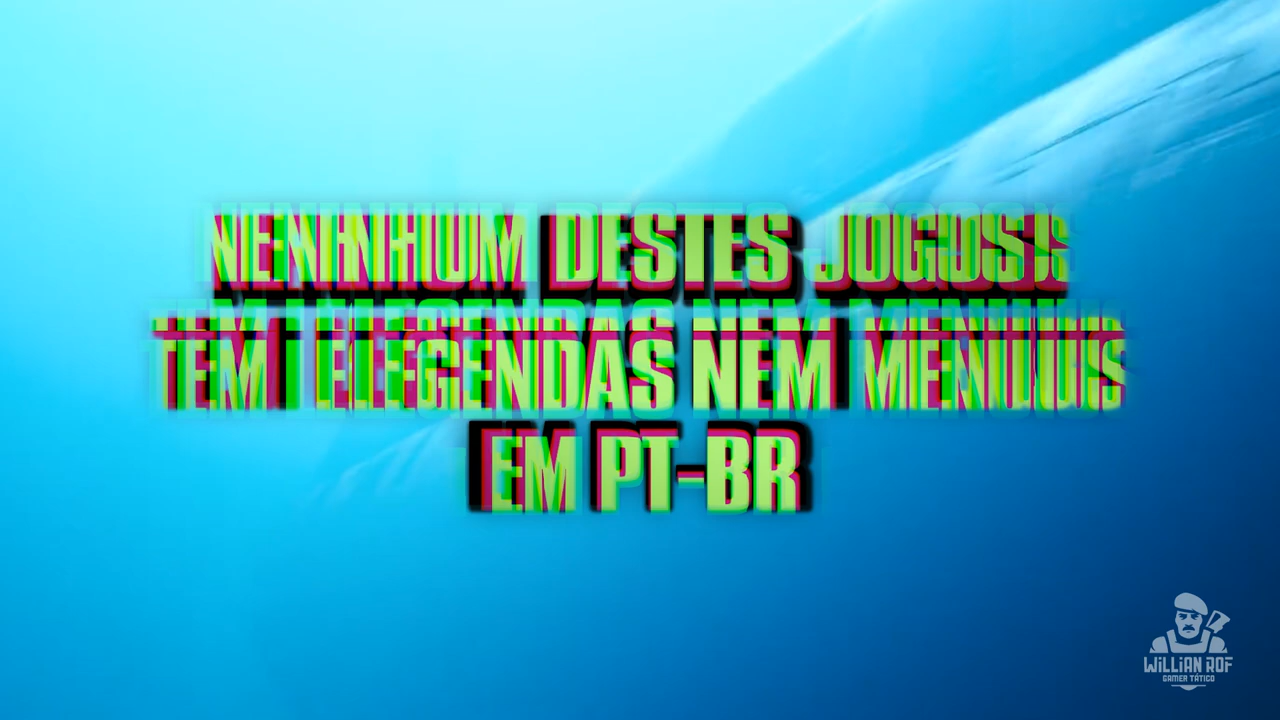 NENHUM DESTES JOGOS
TEM LEGENDAS NEM MENUS
EM PT-BR
WILLIAN ROF
GAMER TÁTICO